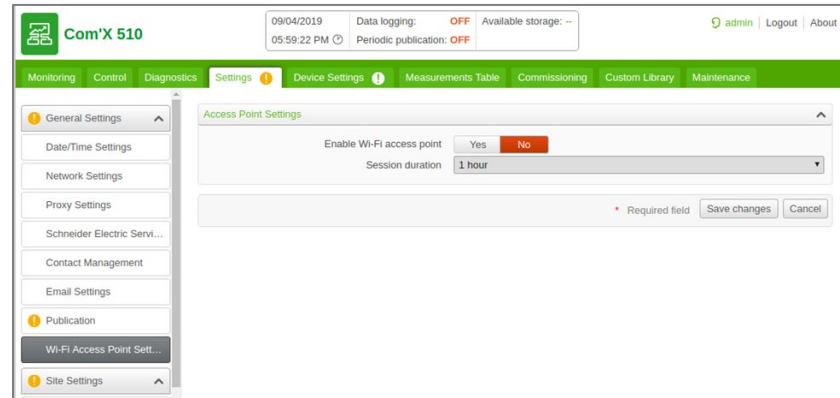 Com'X 510
09/04/2019
05:59:22 PM
Data logging: OFF
Periodic publication: OFF
Available storage: --
admin | Logout | About
Monitoring Control Diagnostics Settings ! Device Settings ! Measurements Table Commissioning Custom Library Maintenance
! General Settings
Date/Time Settings
Network Settings
Proxy Settings
Schneider Electric Servi...
Contact Management
Email Settings
! Publication
Wi-Fi Access Point Sett...
! Site Settings
Access Point Settings
Enable Wi-Fi access point Yes No
Session duration 1 hour
* Required field Save changes Cancel